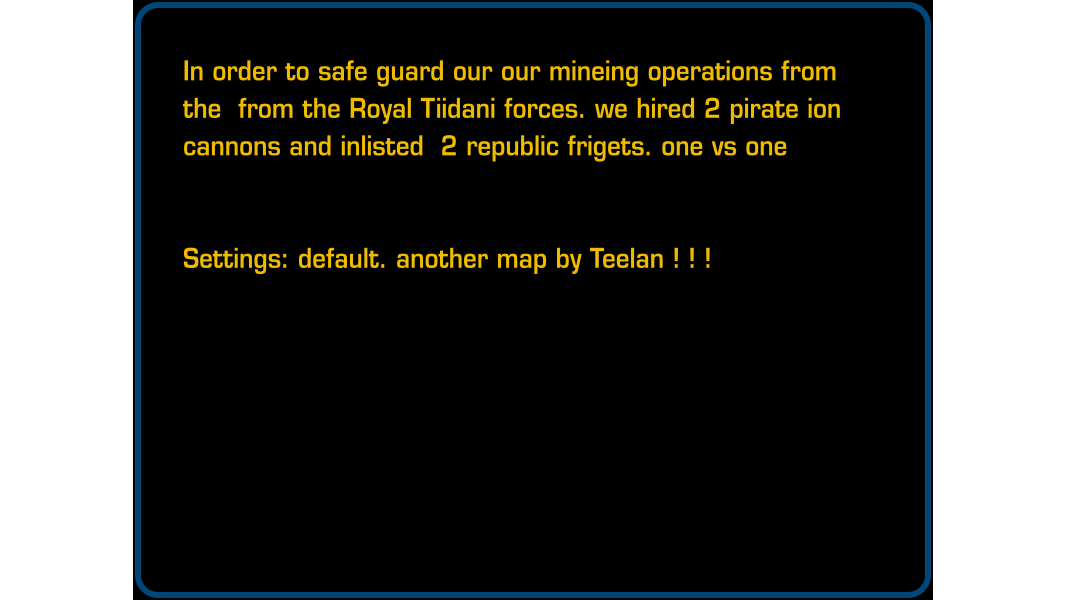 In order to safe guard our our mineing operations from
the  from the Royal Tiidani forces. we hired 2 pirate ion
cannons and inlisted  2 republic frigets. one vs one
Settings: default. another map by Teelan ! ! !